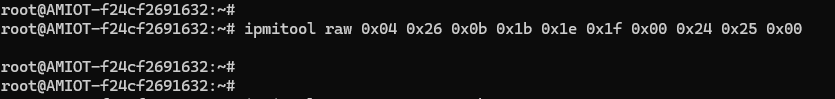 root@AMIOT-f24cf2691632:~#
root@AMIOT-f24cf2691632:~# ipmitool raw 0x04 0x26 0x0b 0x1b 0x1e 0x1f 0x00 0x24 0x25 0x00
root@AMIOT-f24cf2691632:~#
root@AMIOT-f24cf2691632:~#